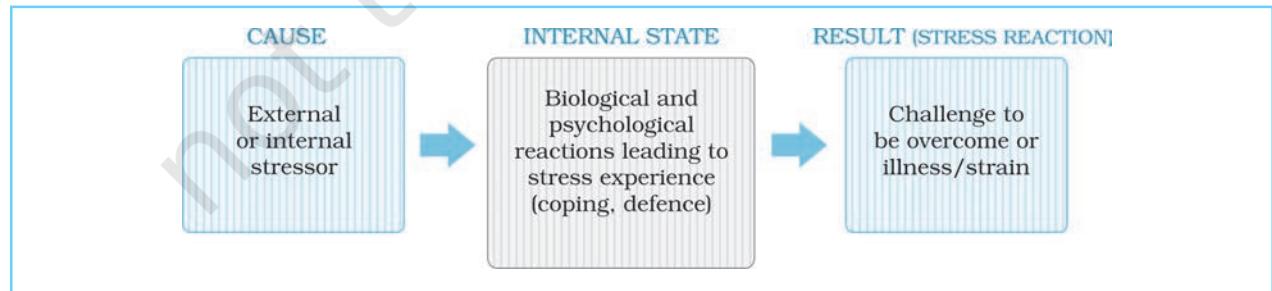 CAUSE
External
or internal
stressor
INTERNAL STATE
Biological and
psychological
reactions leading to
stress experience
(coping, defence)
RESULT (STRESS REACTION)
Challenge to
be overcome or
illness/strain
not t